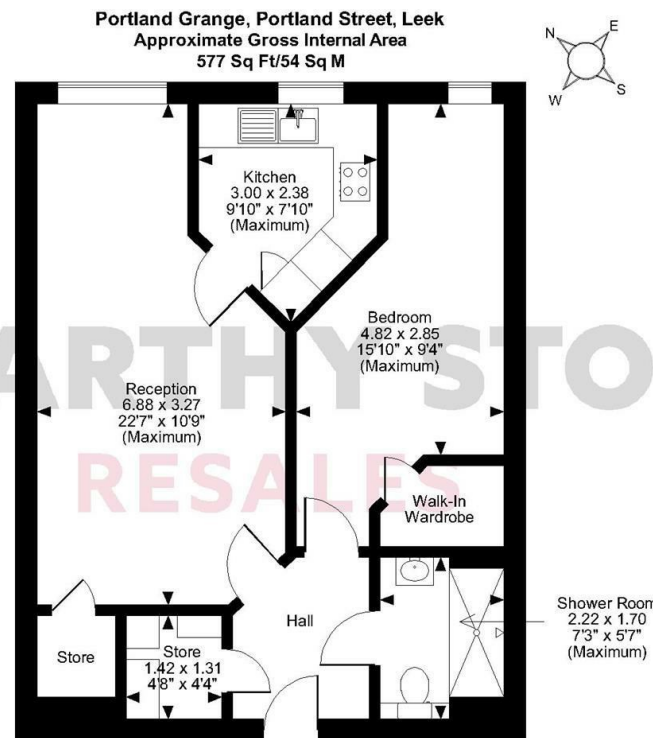 Portland Grange, Portland Street, Leek
Approximate Gross Internal Area
577 Sq Ft/54 Sq M
N
E
W
S
Kitchen
3.00 x 2.38
9'10" x 7'10"
(Maximum)
Bedroom
4.82 x 2.85
15'10" x 9'4"
(Maximum)
ARTHY STO
Reception
6.88 x 3.27
22'7" x 10'9"
(Maximum)
RESALES
Walk-In
Wardrobe
Hall
Store
Store
1.42 x 1.31
4'8" x 4'4"
Shower Room
2.22 x 1.70
7'3" x 5'7"
(Maximum)